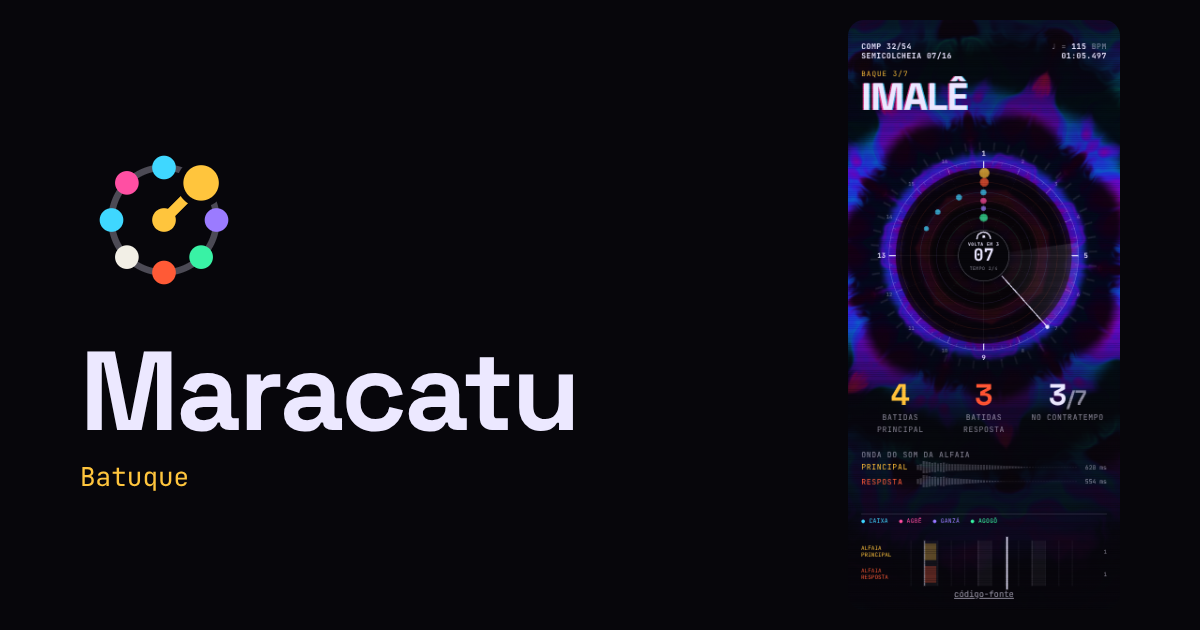 Maracatu
Batuque
COMP 32/54
♩ = 115 BPM
SEMICOLCHEIA 07/16
01:05.497
BAQUE 3/7
IMALÊ
1
5
9
13
VOLTA EM 3
07
TEMPO 2/4
4
3
3/7
BATIDAS
PRINCIPAL
BATIDAS
RESPOSTA
NO CONTRATEMPO
ONDA DO SOM DA ALFAIA
PRINCIPAL
620 ms
RESPOSTA
554 ms
CAIXA
AGBÊ
GANZÁ
AGOGÔ
ALFAIA
PRINCIPAL
1
ALFAIA
RESPOSTA
1
código-fonte